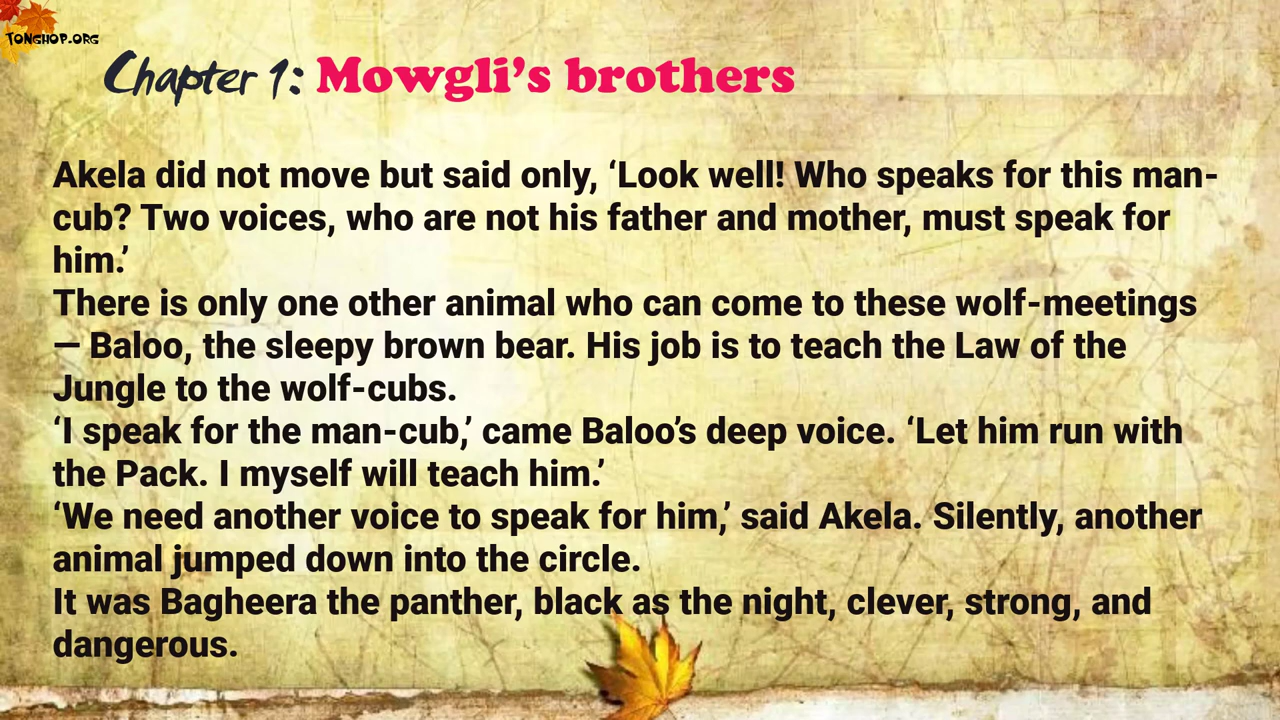 TONGHOP.ORG
Chapter 1: Mowgli’s brothers
Akela did not move but said only, ‘Look well! Who speaks for this man-
cub? Two voices, who are not his father and mother, must speak for
him.’
There is only one other animal who can come to these wolf-meetings
— Baloo, the sleepy brown bear. His job is to teach the Law of the
Jungle to the wolf-cubs.
‘I speak for the man-cub,’ came Baloo’s deep voice. ‘Let him run with
the Pack. I myself will teach him.’
‘We need another voice to speak for him,’ said Akela. Silently, another
animal jumped down into the circle.
It was Bagheera the panther, black as the night, clever, strong, and
dangerous.